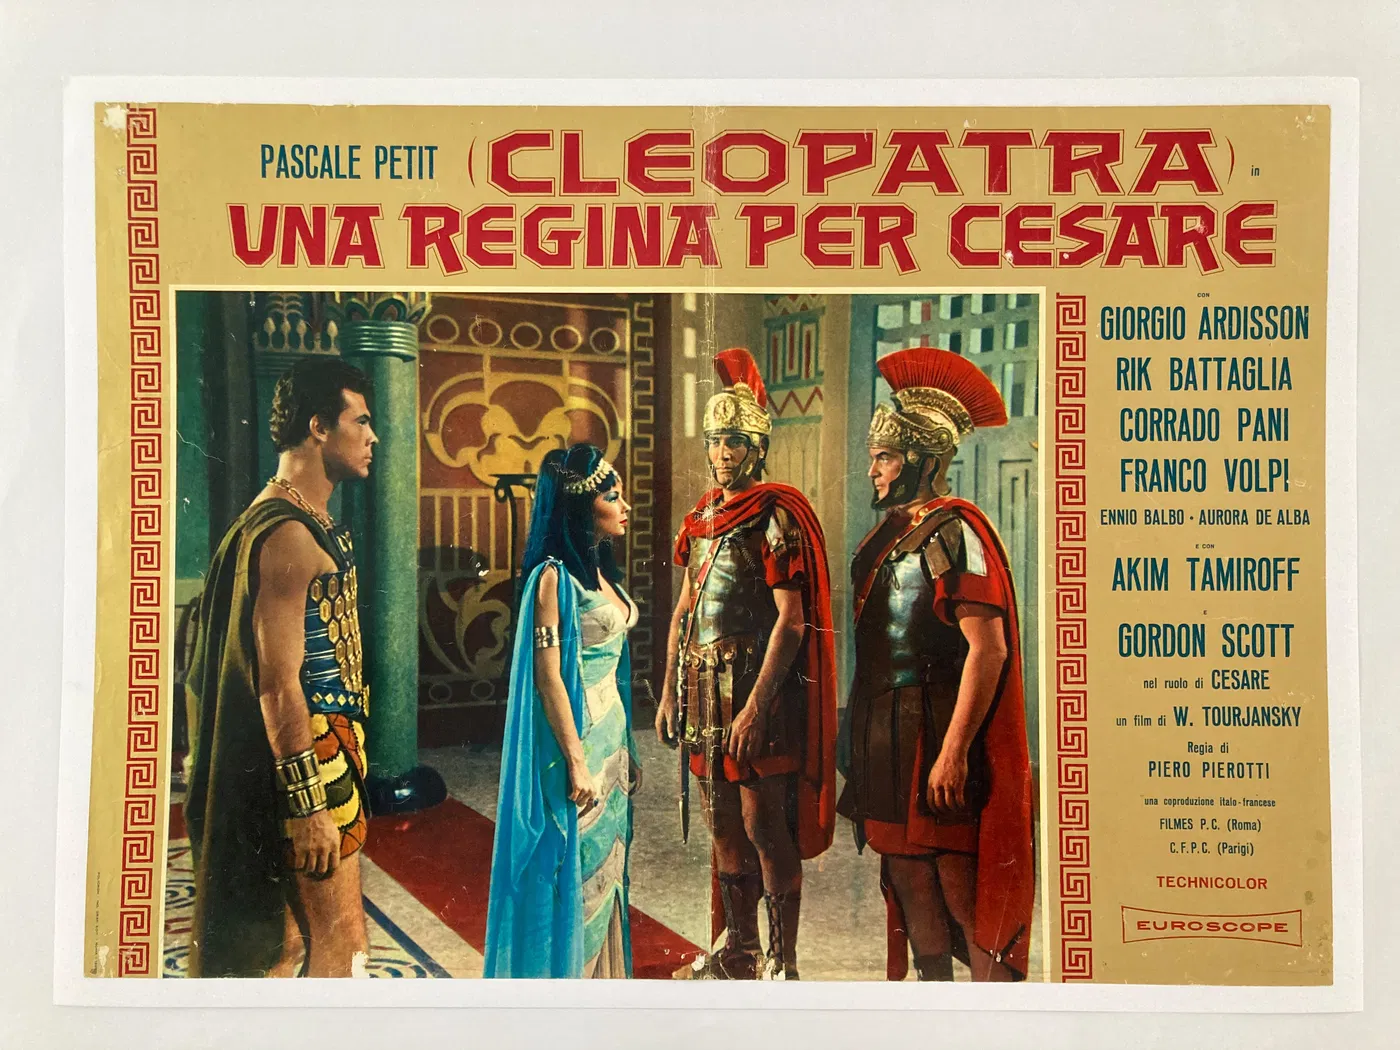 PASCALE PETIT (CLEOPATRA) in
UNA REGINA PER CESARE
CON
GIORGIO ARDISSON
RIK BATTAGLIA
CORRADO PANI
FRANCO VOLPI
ENNIO BALBO • AURORA DE ALBA
E CON
AKIM TAMIROFF
E
GORDON SCOTT
nel ruolo di CESARE
un film di W. TOURJANSKY
Regia di
PIERO PIEROTTI
una coproduzione italo-francese
FILMES P.C. (Roma)
C.F.P.C. (Parigi)
TECHNICOLOR
EUROSCOPE